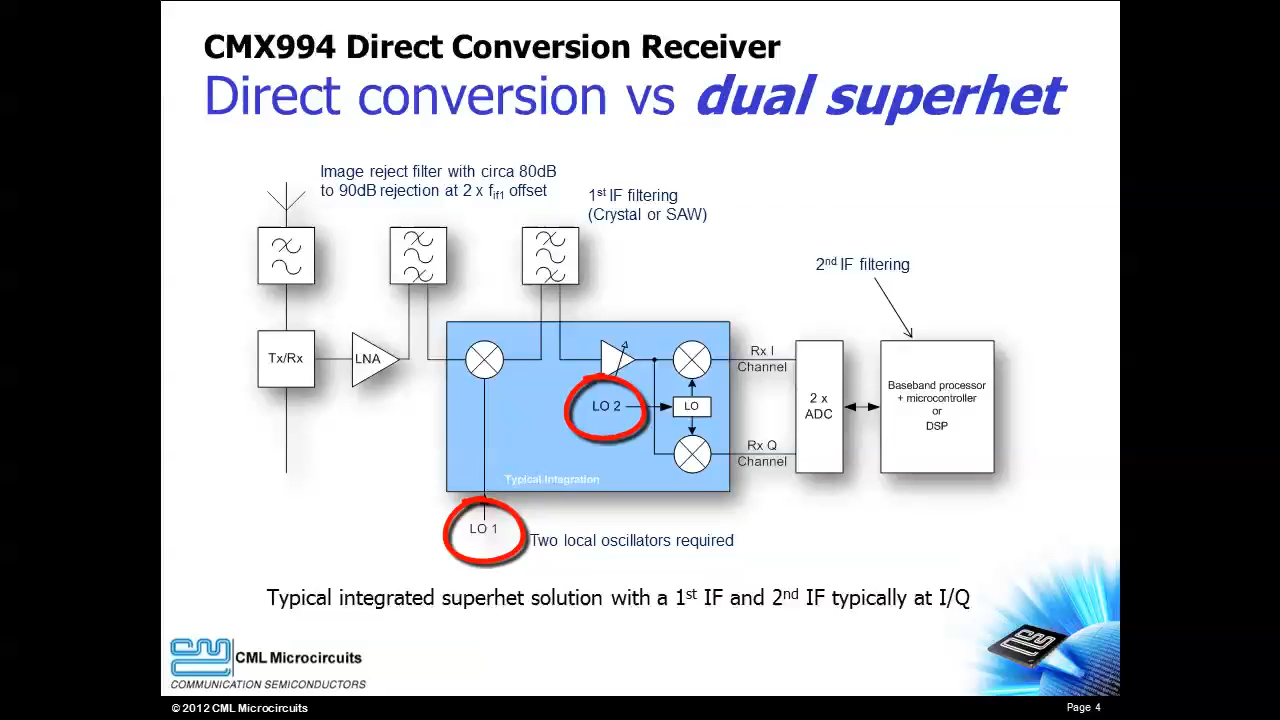 CMX994 Direct Conversion Receiver
Direct conversion vs dual superhet
Image reject filter with circa 80dB
to 90dB rejection at 2 x fif1 offset
1st IF filtering
(Crystal or SAW)
2nd IF filtering
Tx/Rx
LNA
LO 2
LO
Rx I
Channel
Rx Q
Channel
2 x
ADC
Baseband processor
+ microcontroller
or
DSP
Typical Integration
LO 1
Two local oscillators required
Typical integrated superhet solution with a 1st IF and 2nd IF typically at I/Q
CML Microcircuits
COMMUNICATION SEMICONDUCTORS
© 2012 CML Microcircuits
Page 4